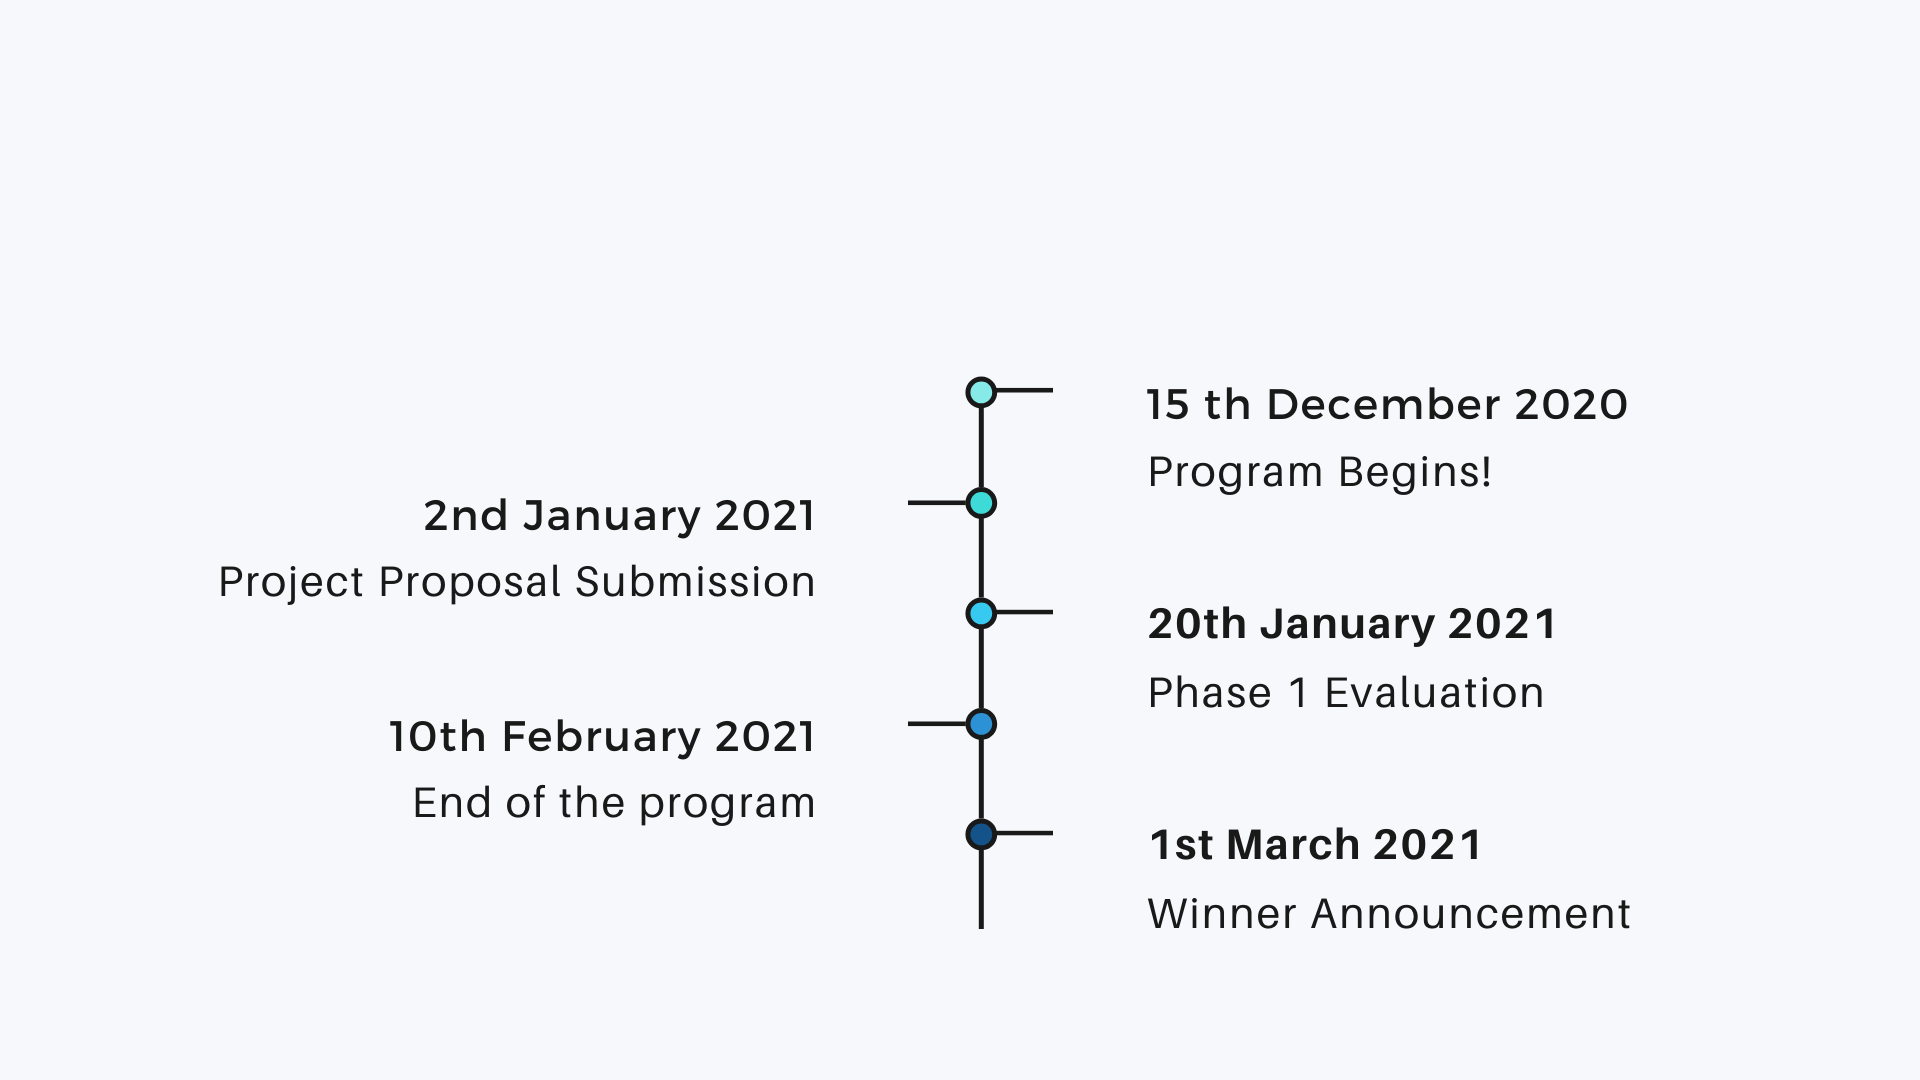 15 th December 2020
Program Begins!
2nd January 2021
Project Proposal Submission
20th January 2021
Phase 1 Evaluation
10th February 2021
End of the program
1st March 2021
Winner Announcement